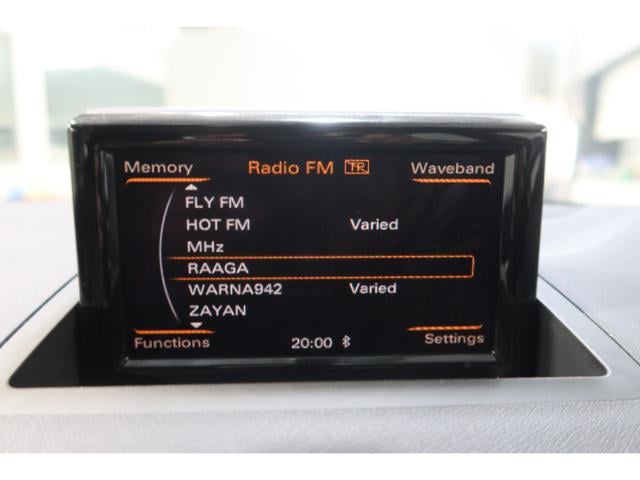 Memory Radio FM TP Waveband
FLY FM
HOT FM Varied
MHz
RAAGA
WARNA942 Varied
ZAYAN
Functions 20:00 Settings